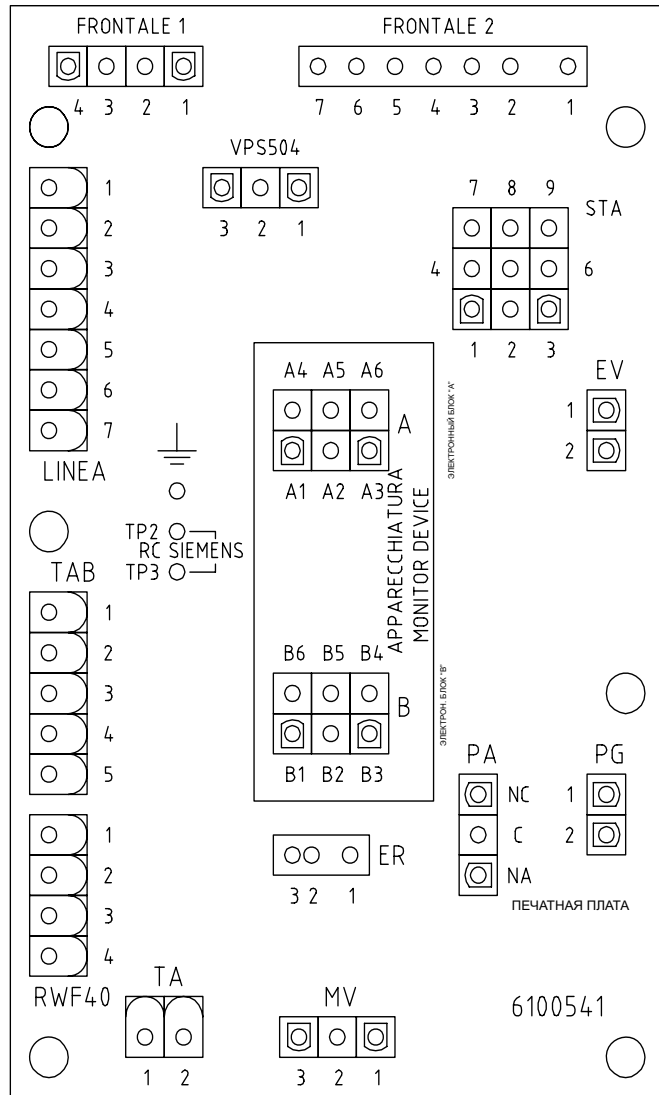 FRONTALE 1
FRONTALE 2
4 3 2 1
7 6 5 4 3 2 1
VPS504
3 2 1
7 8 9
STA
4 6
1 2 3
1
2
3
4
5
6
7
LINEA
EV
1
2
A4 A5 A6
A
A1 A2 A3
ЭЛЕКТРОННЫЙ БЛОК "А"
APPARECCHIATURA
MONITOR DEVICE
TP2
RC SIEMENS
TP3
TAB
1
2
3
4
5
B6 B5 B4
B
B1 B2 B3
ЭЛЕКТРОН. БЛОК "В"
PA
NC
C
NA
PG
1
2
ПЕЧАТНАЯ ПЛАТА
ER
3 2 1
1
2
3
4
RWF40
TA
1 2
MV
3 2 1
6100541